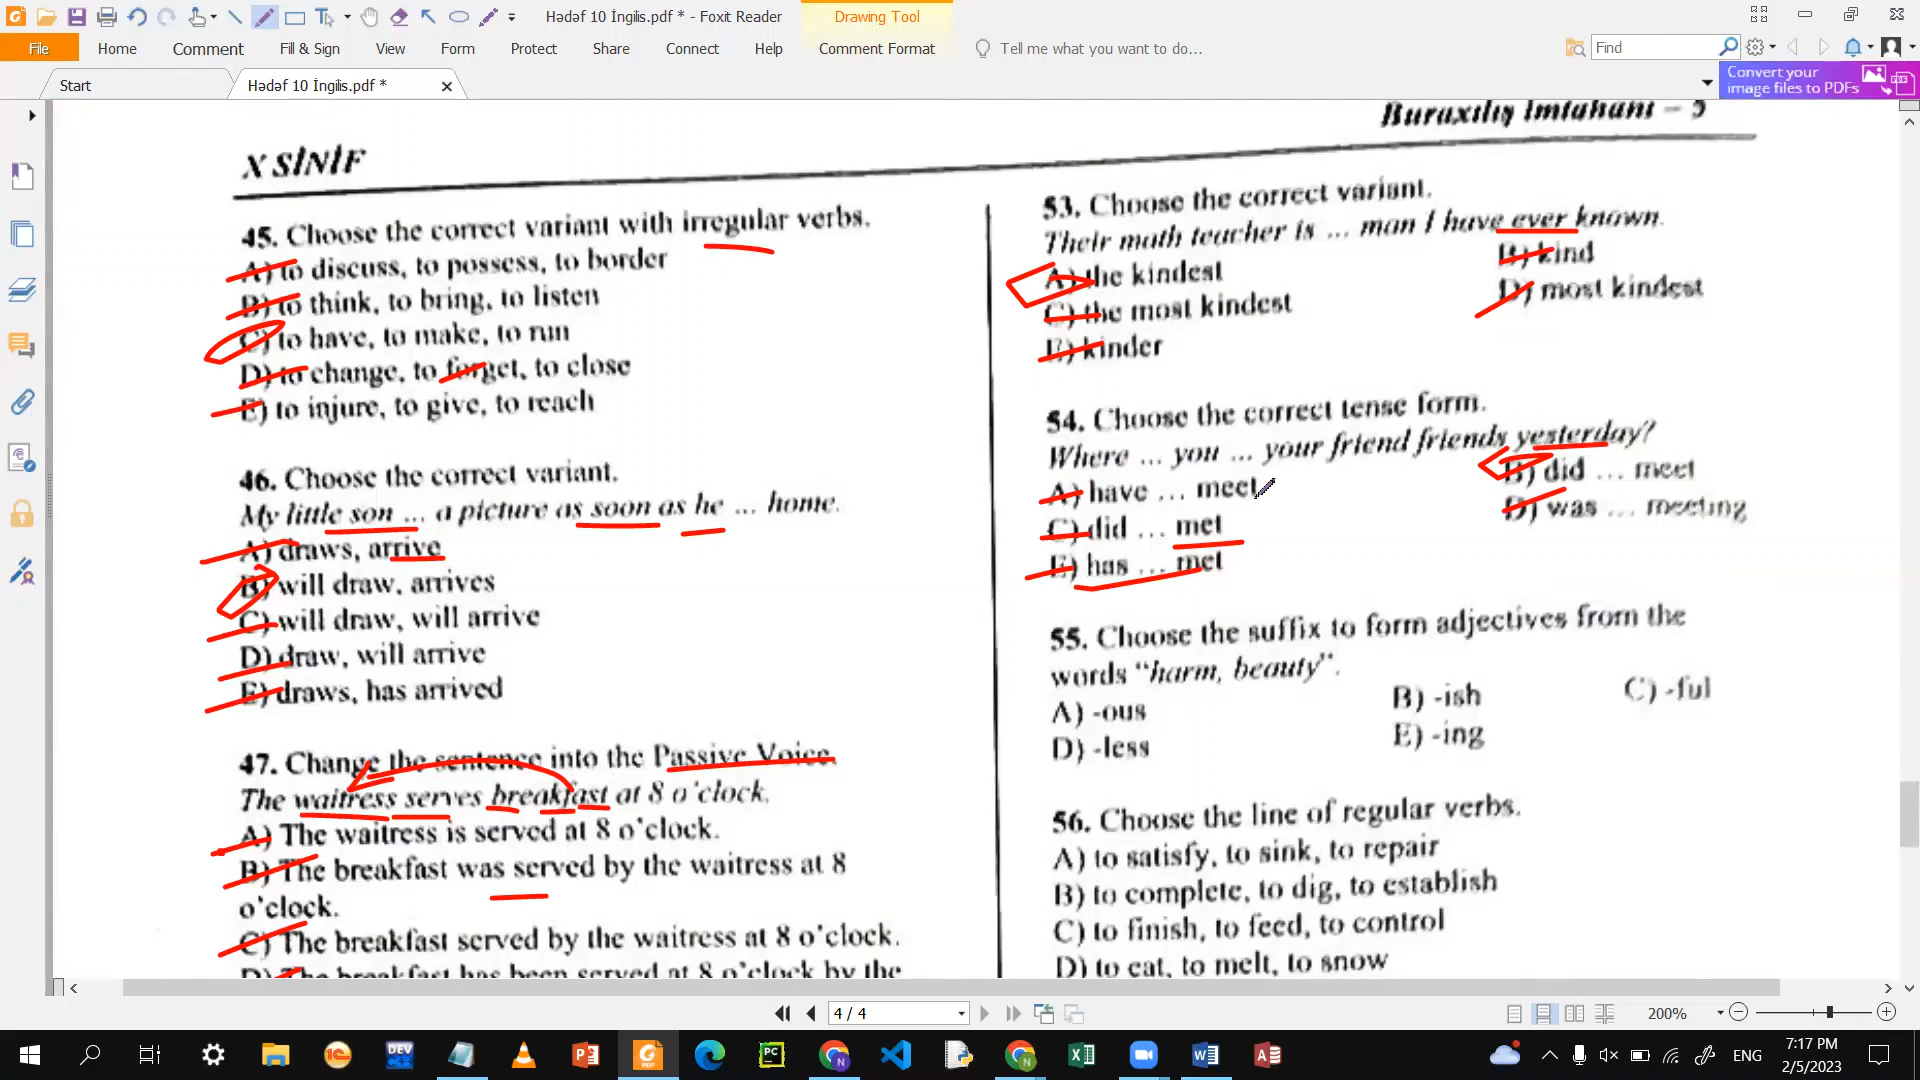 Hədəf 10 İngilis.pdf * - Foxit Reader
Drawing Tool
File
Home
Comment
Fill & Sign
View
Form
Protect
Share
Connect
Help
Comment Format
Tell me what you want to do...
Find
Start
Hədəf 10 İngilis.pdf *
Convert your
image files to PDFs
Buraxılış İmtahanı – 5
X SİNİF
45. Choose the correct variant with irregular verbs.
A) to discuss, to possess, to border
B) to think, to bring, to listen
C) to have, to make, to run
D) to change, to forget, to close
E) to injure, to give, to reach
46. Choose the correct variant.
My little son ... a picture as soon as he ... home.
A) draws, arrive
B) will draw, arrives
C) will draw, will arrive
D) draw, will arrive
E) draws, has arrived
47. Change the sentence into the Passive Voice.
The waitress serves breakfast at 8 o'clock.
A) The waitress is served at 8 o'clock.
B) The breakfast was served by the waitress at 8
o'clock.
C) The breakfast served by the waitress at 8 o'clock.
D) The breakfast has been served at 8 o'clock by the
53. Choose the correct variant.
Their math teacher is ... man I have ever known.
A) the kindest
B) kind
C) the most kindest
D) most kindest
E) kinder
54. Choose the correct tense form.
Where ... you ... your friend friends yesterday?
A) have ... meet
B) did ... meet
C) did ... met
D) was ... meeting
E) has ... met
55. Choose the suffix to form adjectives from the
words "harm, beauty".
A) -ous
B) -ish
C) -ful
D) -less
E) -ing
56. Choose the line of regular verbs.
A) to satisfy, to sink, to repair
B) to complete, to dig, to establish
C) to finish, to feed, to control
D) to eat, to melt, to snow
4 / 4
200%
ENG
7:17 PM
2/5/2023